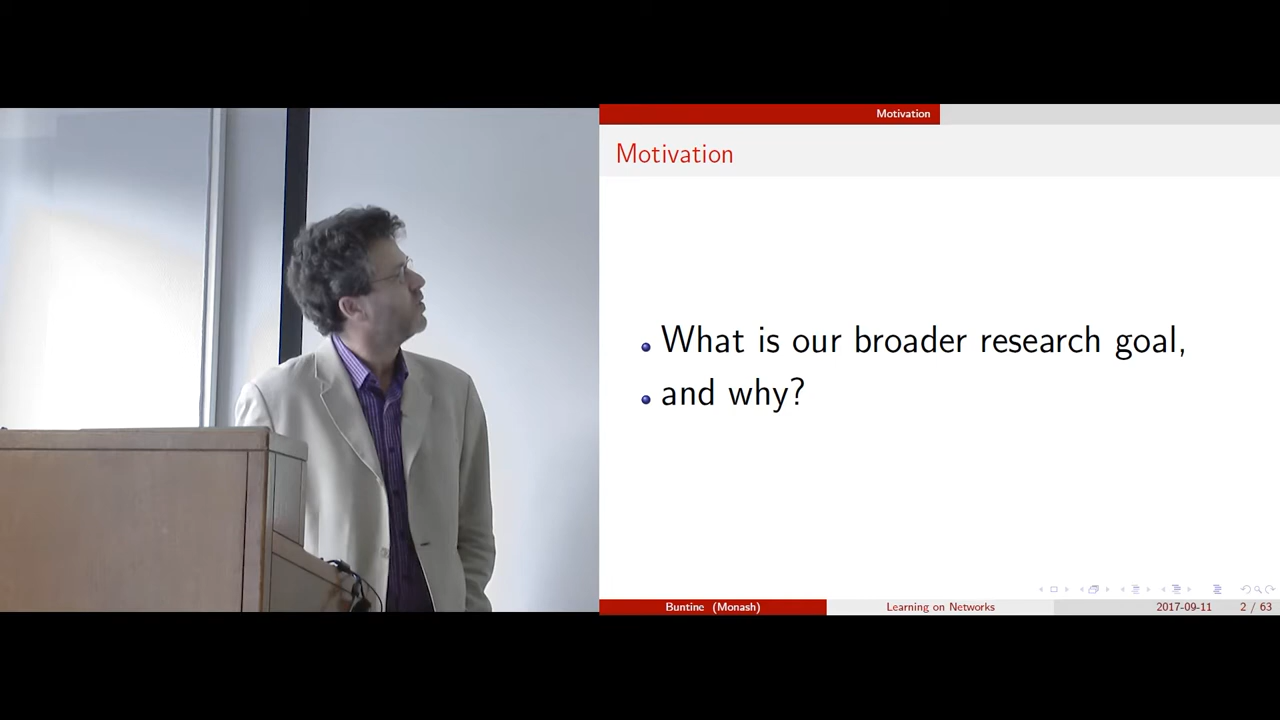 Motivation
Motivation
What is our broader research goal,
and why?
Buntine (Monash) Learning on Networks 2017-09-11 2 / 63